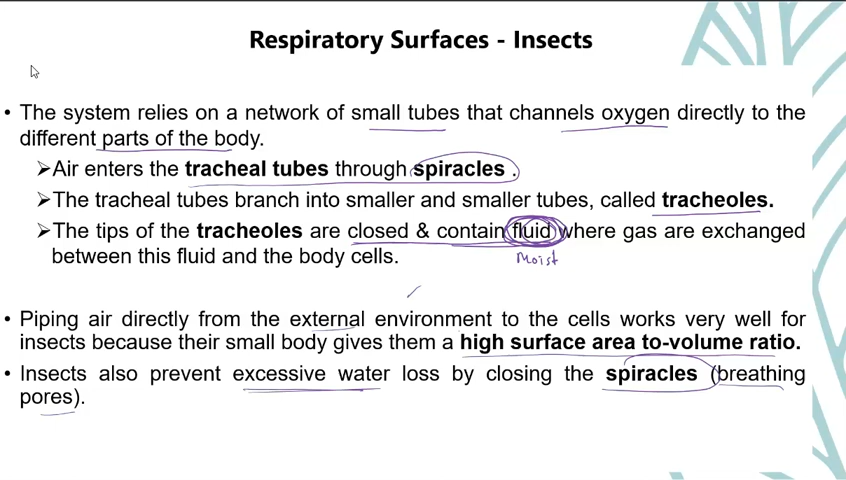 Respiratory Surfaces - Insects
• The system relies on a network of small tubes that channels oxygen directly to the
different parts of the body.
➢Air enters the tracheal tubes through spiracles .
➢The tracheal tubes branch into smaller and smaller tubes, called tracheoles.
➢The tips of the tracheoles are closed & contain fluid where gas are exchanged
between this fluid and the body cells.
Moist
• Piping air directly from the external environment to the cells works very well for
insects because their small body gives them a high surface area to-volume ratio.
• Insects also prevent excessive water loss by closing the spiracles (breathing
pores).